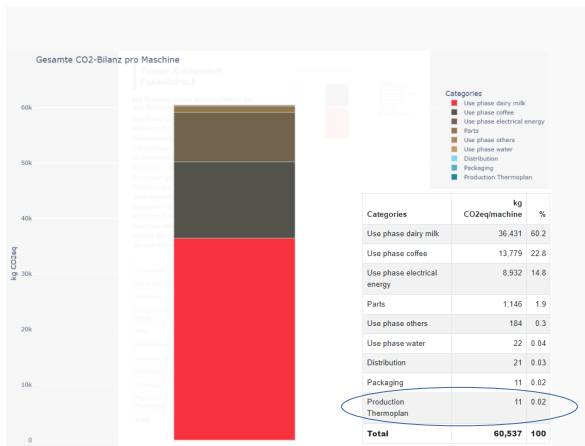 Gesamte CO2-Bilanz pro Maschine
Categories
Use phase dairy milk
Use phase coffee
Use phase electrical energy
Parts
Use phase others
Use phase water
Distribution
Packaging
Production Thermoplan
kg CO2eq
60k
50k
40k
30k
20k
10k
0
Categories kg CO2eq/machine %
Use phase dairy milk 36,431 60.2
Use phase coffee 13,779 22.8
Use phase electrical energy 8,932 14.8
Parts 1,146 1.9
Use phase others 184 0.3
Use phase water 22 0.04
Distribution 21 0.03
Packaging 11 0.02
Production Thermoplan 11 0.02
Total 60,537 100